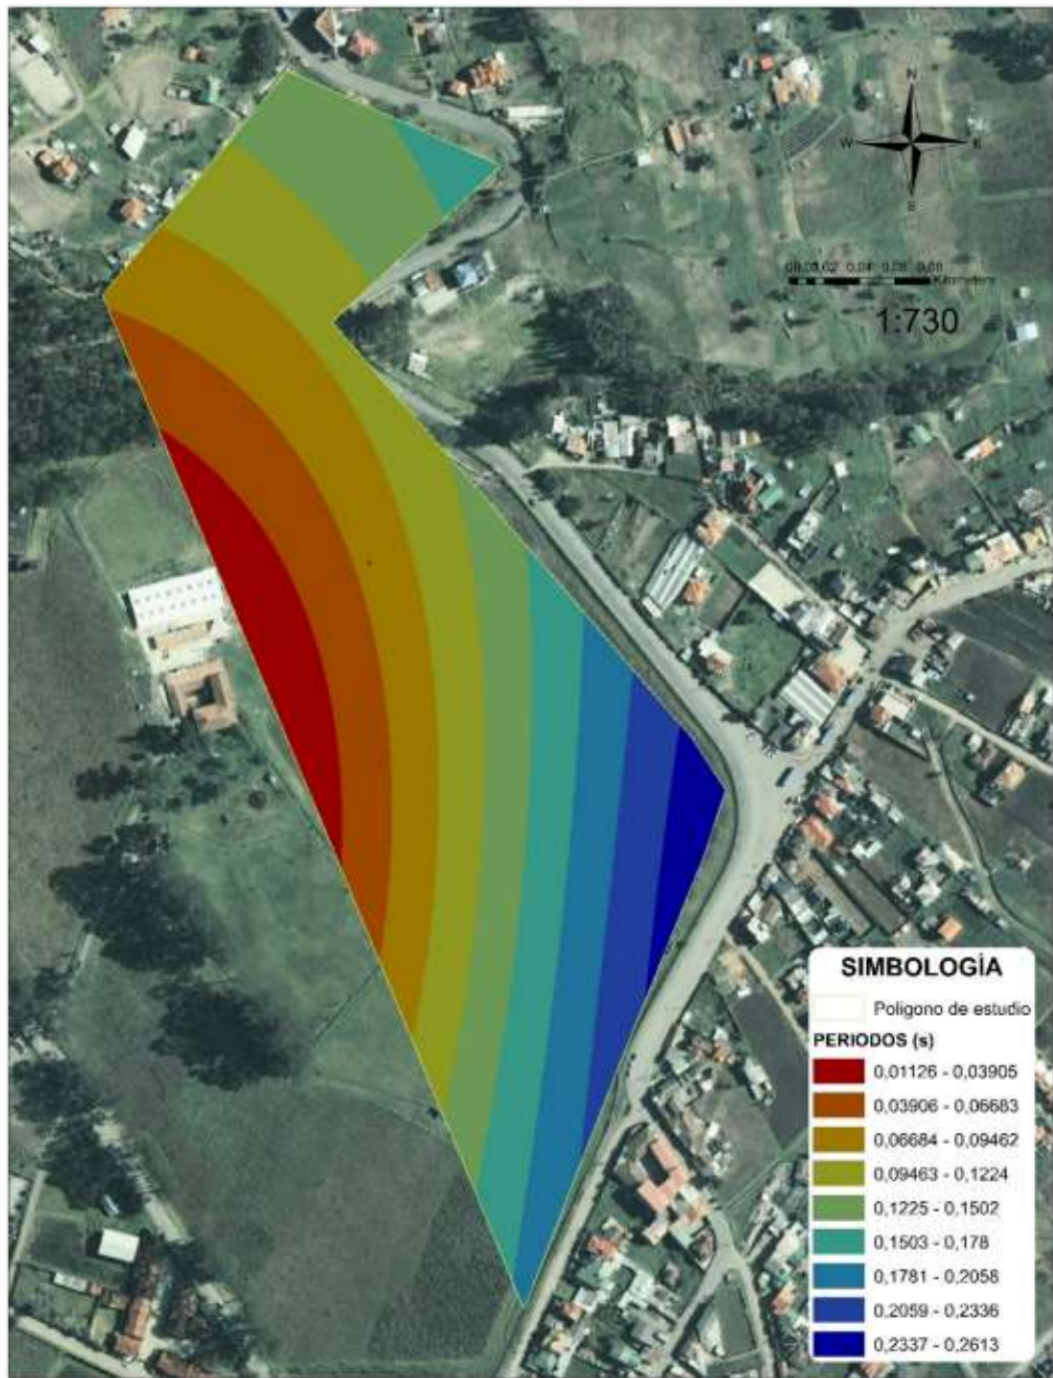 N
W E
S
Kilometers
1:730
SIMBOLOGÍA
Poligono de estudio
PERIODOS (s)
0,01126 - 0,03905
0,03906 - 0,06683
0,06684 - 0,09462
0,09463 - 0,1224
0,1225 - 0,1502
0,1503 - 0,178
0,1781 - 0,2058
0,2059 - 0,2336
0,2337 - 0,2613